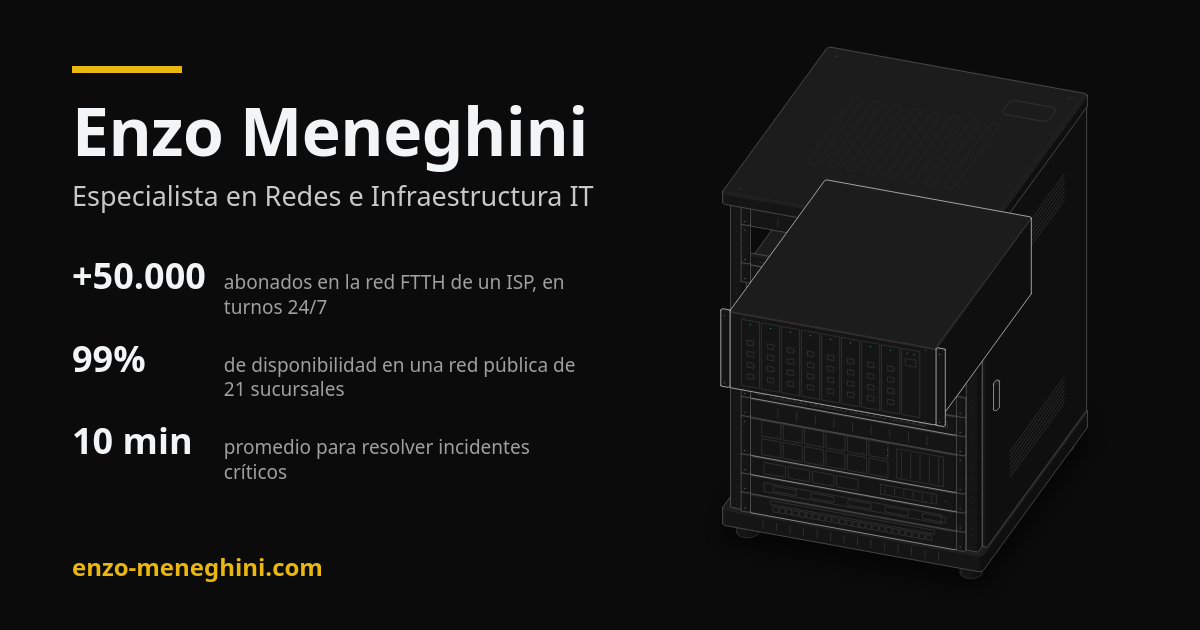 Enzo Meneghini
Especialista en Redes e Infraestructura IT
+50.000 abonados en la red FTTH de un ISP, en
turnos 24/7
99% de disponibilidad en una red pública de
21 sucursales
10 min promedio para resolver incidentes
críticos
enzo-meneghini.com